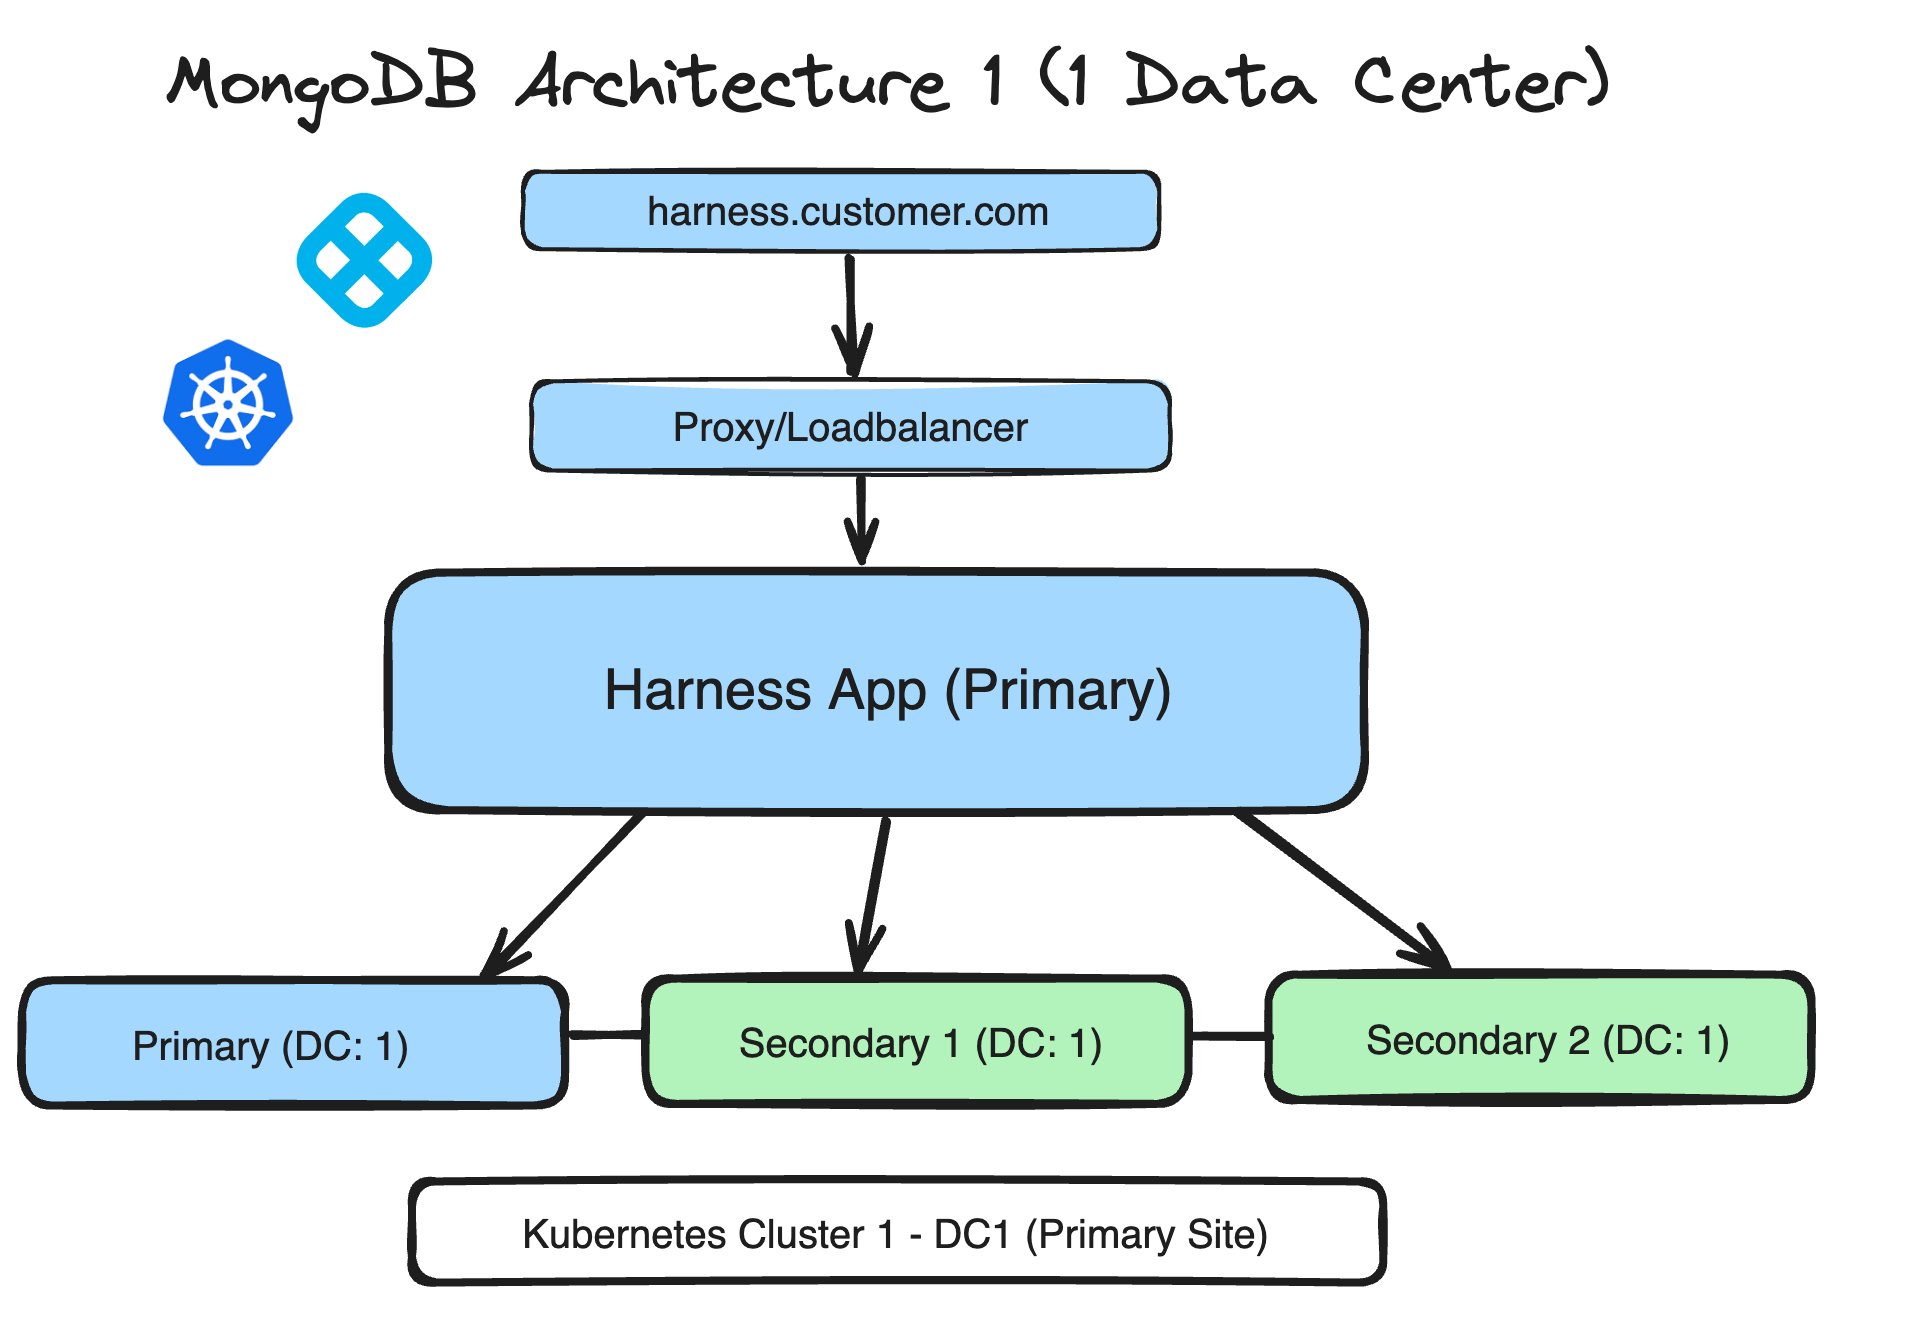 MongoDB Architecture 1 (1 Data Center)
harness.customer.com
Proxy/Loadbalancer
Harness App (Primary)
Primary (DC: 1)
Secondary 1 (DC: 1)
Secondary 2 (DC: 1)
Kubernetes Cluster 1 - DC1 (Primary Site)